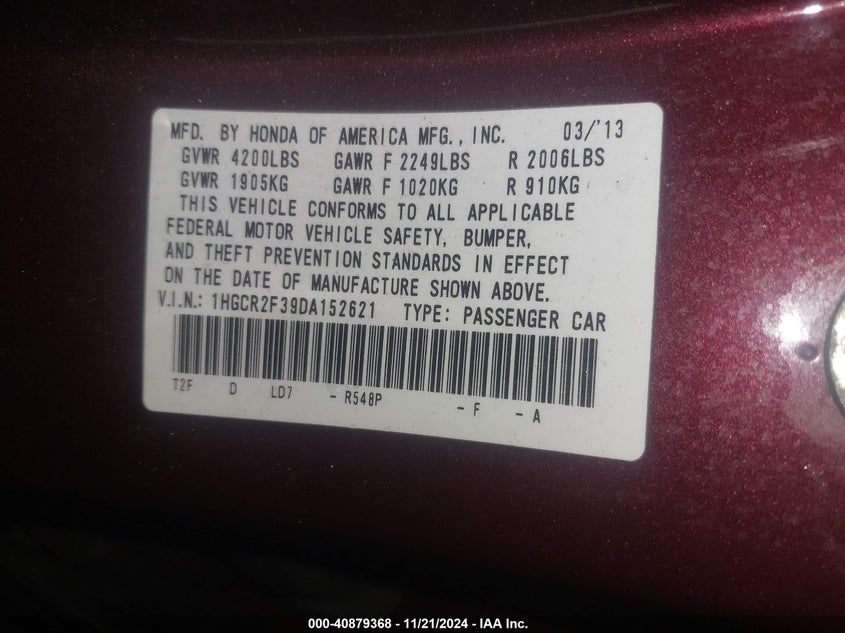 MFD. BY HONDA OF AMERICA MFG., INC. 03/'13
GVWR 4200LBS GAWR F 2249LBS R 2006LBS
GVWR 1905KG GAWR F 1020KG R 910KG
THIS VEHICLE CONFORMS TO ALL APPLICABLE
FEDERAL MOTOR VEHICLE SAFETY, BUMPER,
AND THEFT PREVENTION STANDARDS IN EFFECT
ON THE DATE OF MANUFACTURE SHOWN ABOVE.
V.I.N.: 1HGCR2F39DA152621 TYPE: PASSENGER CAR
T2F D LD7 - R548P - F - A
000-40879368 - 11/21/2024 - IAA Inc.